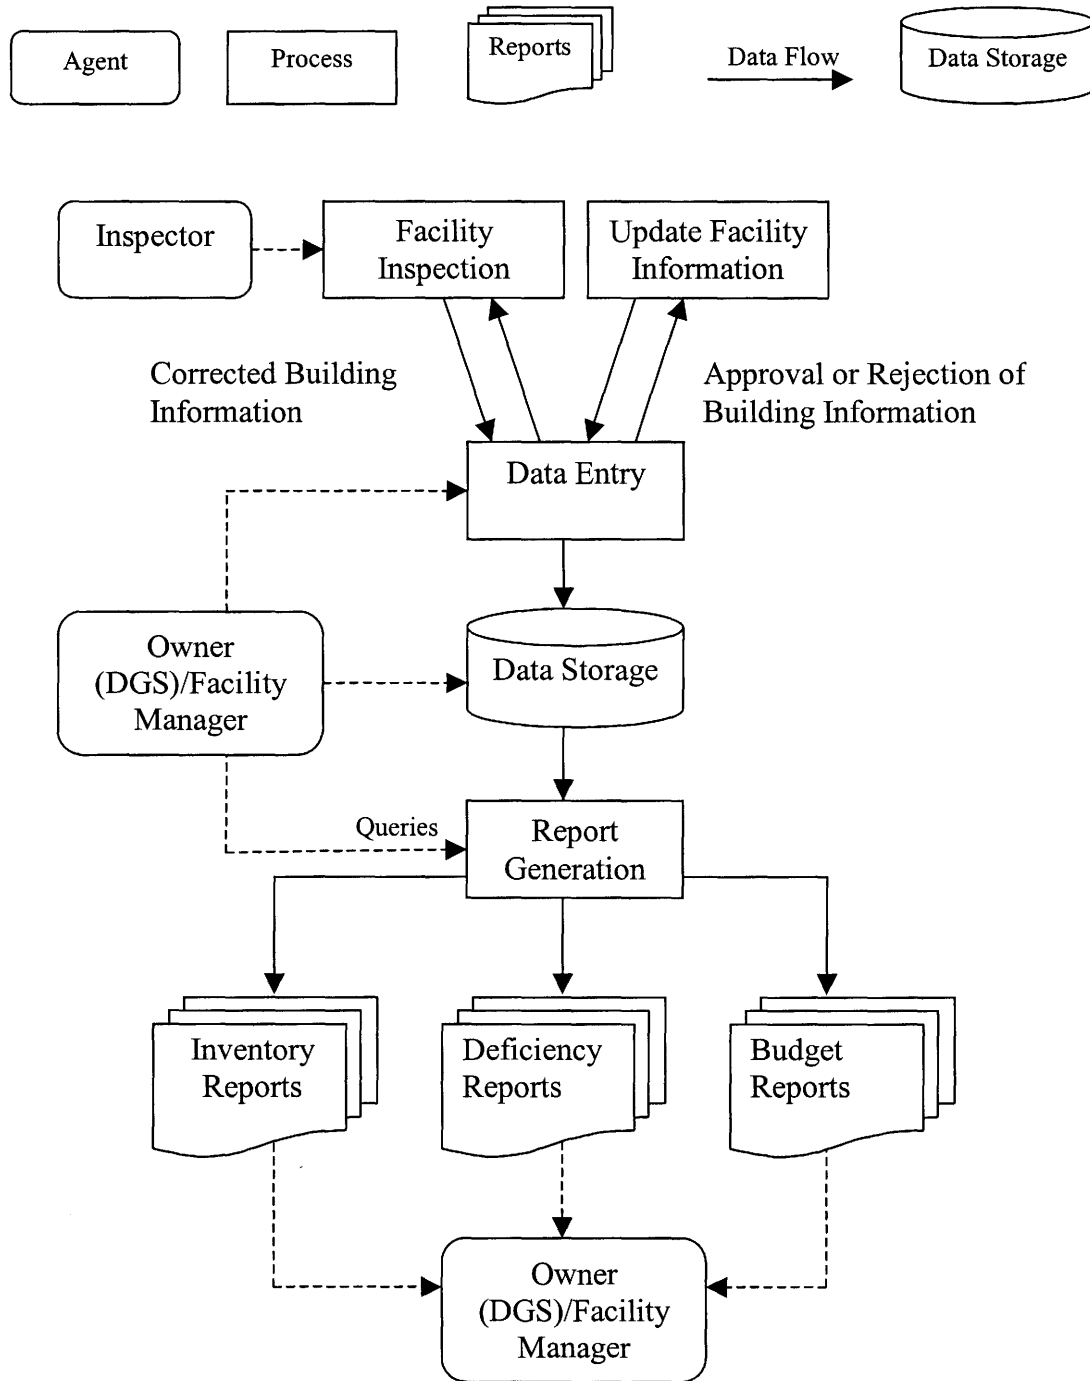 Agent
Process
Reports
Data Flow
Data Storage
Inspector
Facility
Inspection
Update Facility
Information
Corrected Building
Information
Approval or Rejection of
Building Information
Data Entry
Owner
(DGS)/Facility
Manager
Data Storage
Queries
Report
Generation
Inventory
Reports
Deficiency
Reports
Budget
Reports
Owner
(DGS)/Facility
Manager